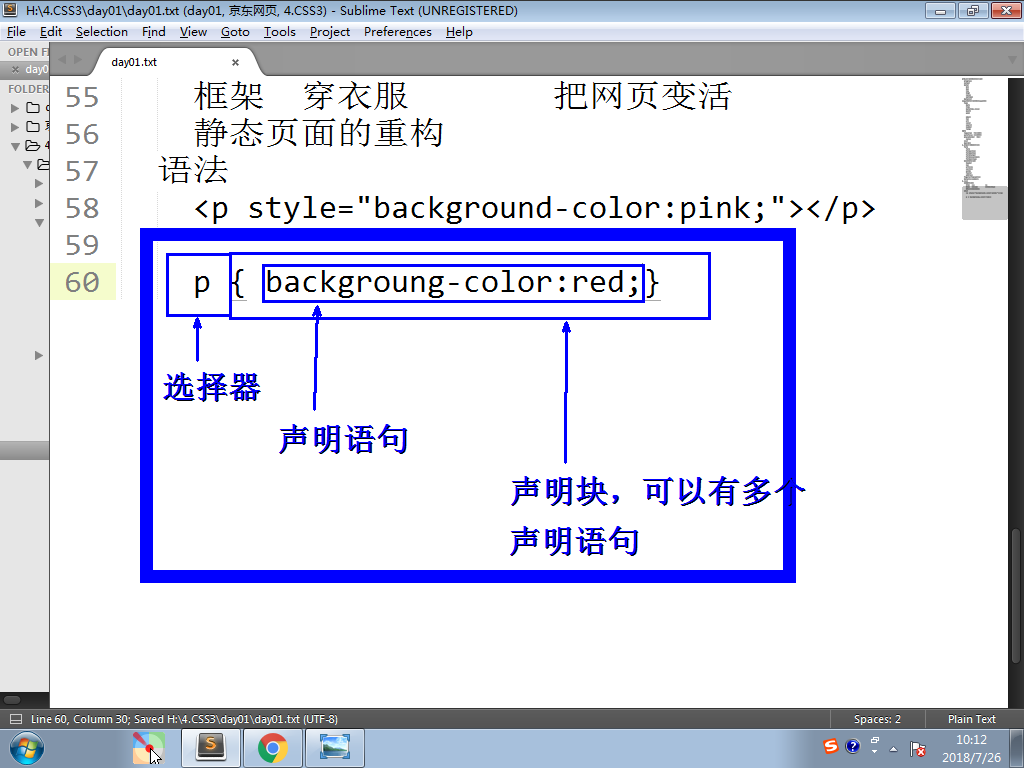 H:\4.CSS3\day01\day01.txt (day01, 京东网页, 4.CSS3) - Sublime Text (UNREGISTERED)
File Edit Selection Find View Goto Tools Project Preferences Help
OPEN FI
day01.txt
day0
FOLDER
55 框架 穿衣服 把网页变活
56 静态页面的重构
57 语法
58 <p style="background-color:pink;"></p>
59
60 p { backgroung-color:red;}
选择器
声明语句
声明块，可以有多个
声明语句
Line 60, Column 30; Saved H:\4.CSS3\day01\day01.txt (UTF-8)
Spaces: 2
Plain Text
10:12
2018/7/26